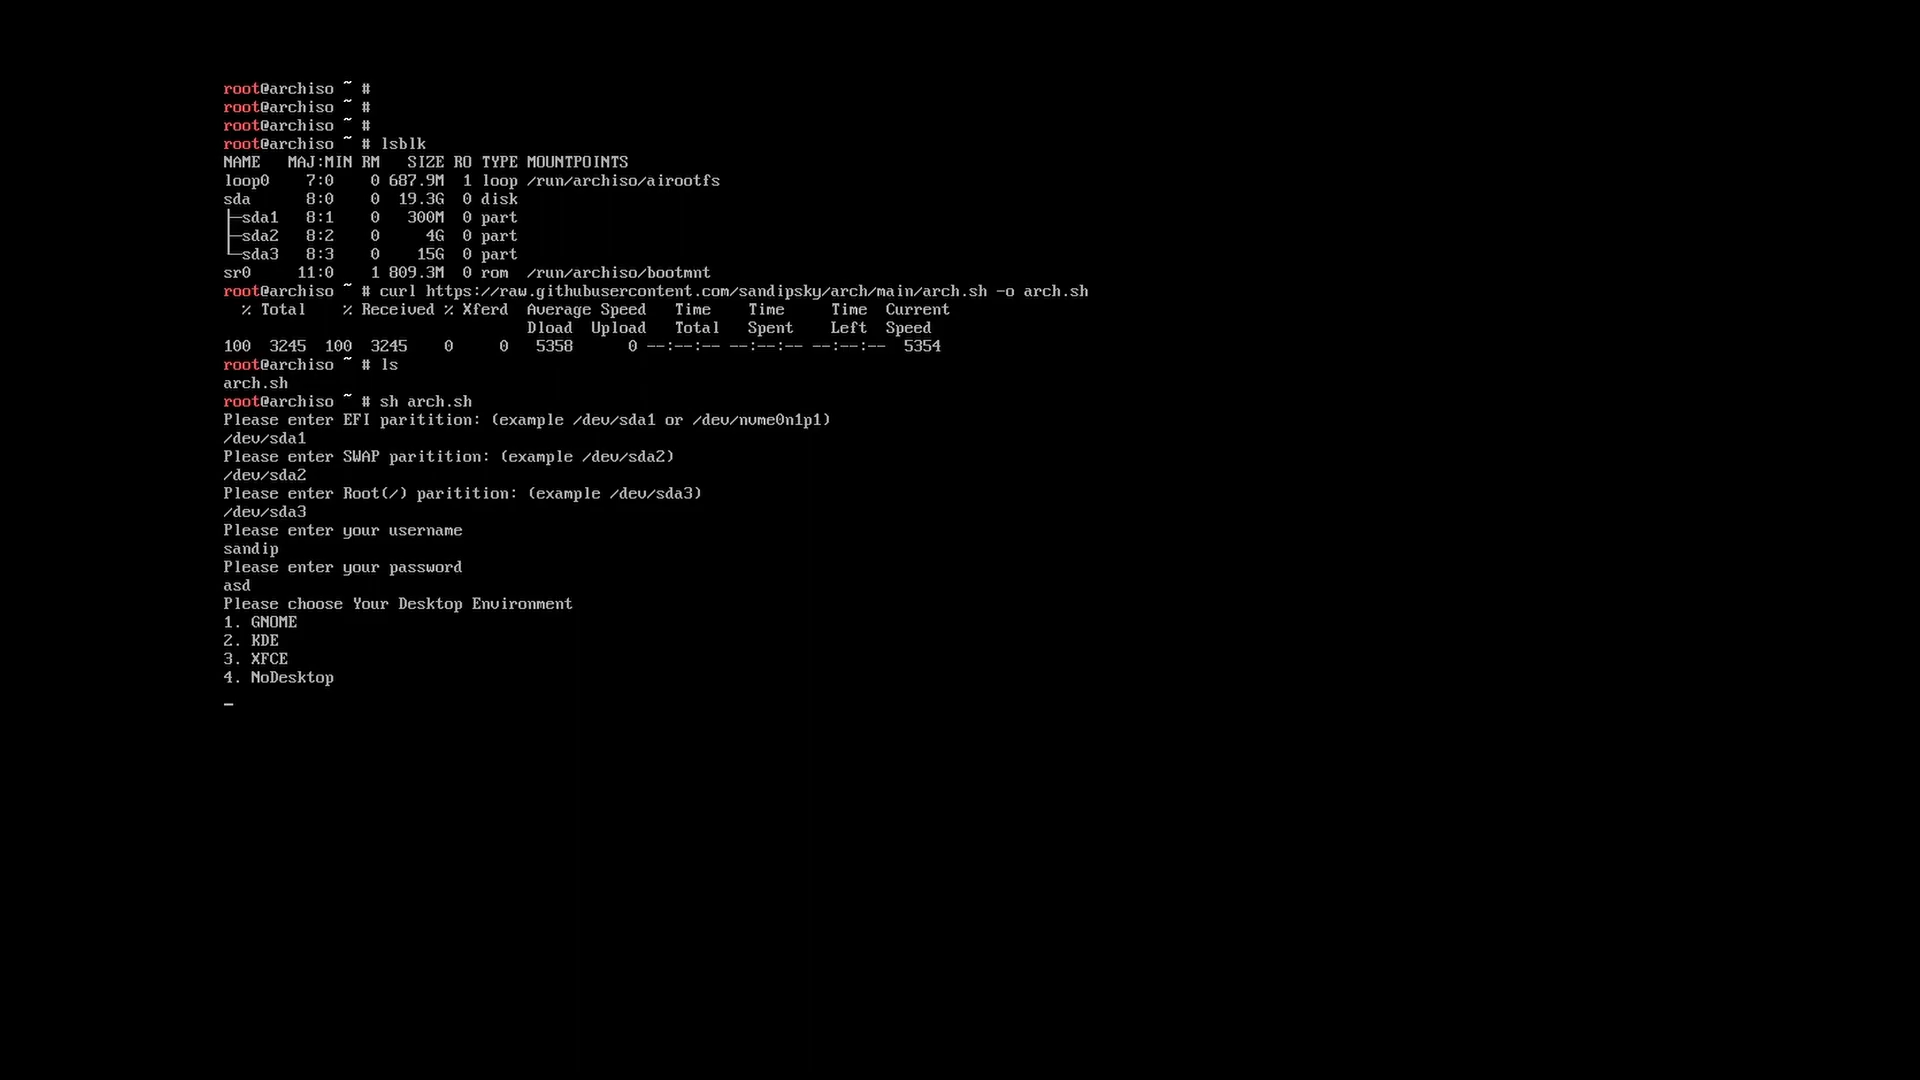 root@archiso ~ #
root@archiso ~ #
root@archiso ~ #
root@archiso ~ # lsblk
NAME   MAJ:MIN RM   SIZE RO TYPE MOUNTPOINTS
loop0    7:0    0 687.9M  1 loop /run/archiso/airootfs
sda      8:0    0  19.3G  0 disk
├─sda1   8:1    0   300M  0 part
├─sda2   8:2    0     4G  0 part
└─sda3   8:3    0    15G  0 part
sr0     11:0    1 809.3M  0 rom  /run/archiso/bootmnt
root@archiso ~ # curl https://raw.githubusercontent.com/sandipsky/arch/main/arch.sh -o arch.sh
  % Total    % Received % Xferd  Average Speed   Time    Time     Time  Current
                                 Dload  Upload   Total   Spent    Left  Speed
100  3245  100  3245    0     0   5358      0 --:--:-- --:--:-- --:--:--  5354
root@archiso ~ # ls
arch.sh
root@archiso ~ # sh arch.sh
Please enter EFI paritition: (example /dev/sda1 or /dev/nvme0n1p1)
/dev/sda1
Please enter SWAP paritition: (example /dev/sda2)
/dev/sda2
Please enter Root(/) paritition: (example /dev/sda3)
/dev/sda3
Please enter your username
sandip
Please enter your password
asd
Please choose Your Desktop Environment
1. GNOME
2. KDE
3. XFCE
4. NoDesktop
_